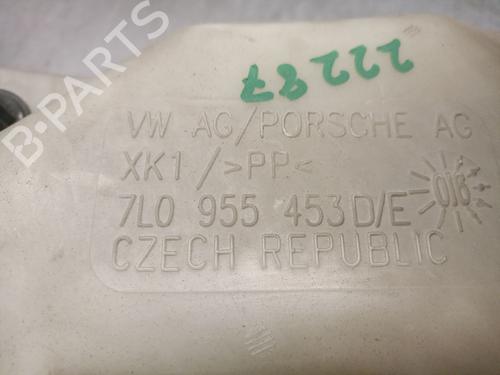 22287
B-PARTS
VW AG/PORSCHE AG
XK1/>PP<
7L0 955 453D/E
CZECH REPUBLIC